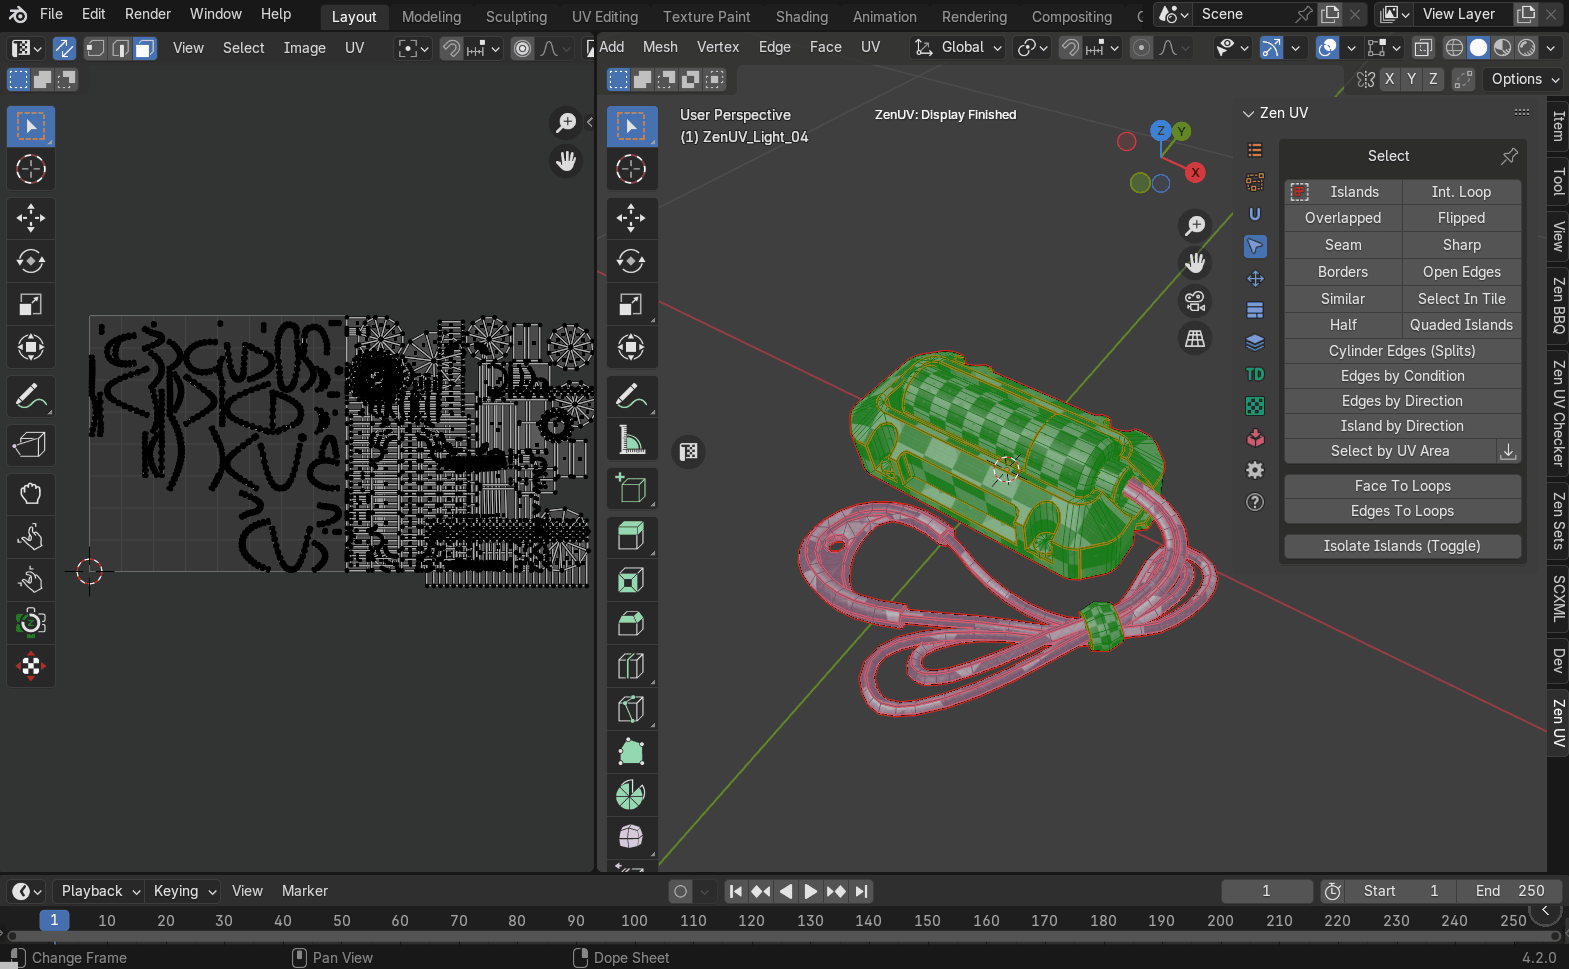 File Edit Render Window Help Layout Modeling Sculpting UV Editing Texture Paint Shading Animation Rendering Compositing Scene View Layer
View Select Image UV Add Mesh Vertex Edge Face UV Global
X Y Z Options
User Perspective
(1) ZenUV_Light_04
ZenUV: Display Finished
Z Y X
Zen UV
Select
Islands Int. Loop
Overlapped Flipped
Seam Sharp
Borders Open Edges
Similar Select In Tile
Half Quaded Islands
Cylinder Edges (Splits)
Edges by Condition
Edges by Direction
Island by Direction
Select by UV Area
Face To Loops
Edges To Loops
Isolate Islands (Toggle)
U
TD
Item
Tool
View
Zen BBQ
Zen UV Checker
Zen Sets
SCXML
Dev
Zen UV
Playback Keying View Marker 1 Start 1 End 250
1 10 20 30 40 50 60 70 80 90 100 110 120 130 140 150 160 170 180 190 200 210 220 230 240 250
Change Frame Pan View Dope Sheet 4.2.0